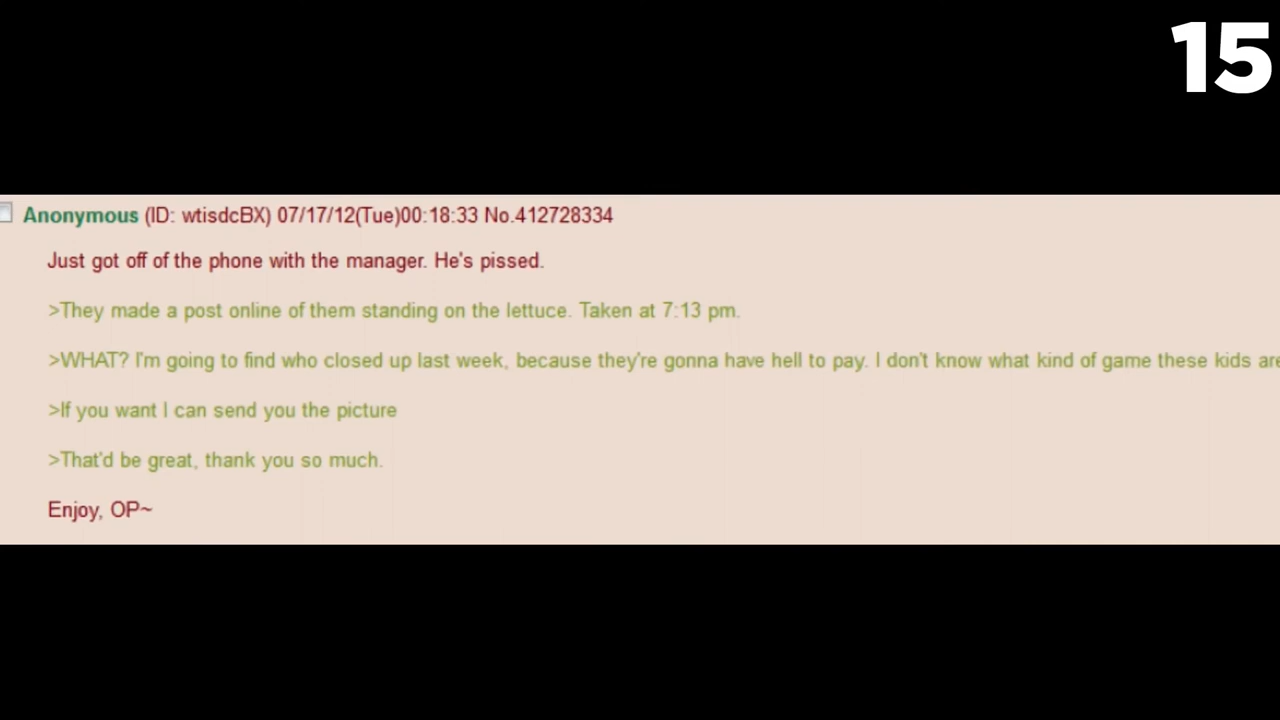 15
Anonymous (ID: wtisdcBX) 07/17/12(Tue)00:18:33 No.412728334
Just got off of the phone with the manager. He's pissed.
>They made a post online of them standing on the lettuce. Taken at 7:13 pm.
>WHAT? I'm going to find who closed up last week, because they're gonna have hell to pay. I don't know what kind of game these kids are
>If you want I can send you the picture
>That'd be great, thank you so much.
Enjoy, OP~